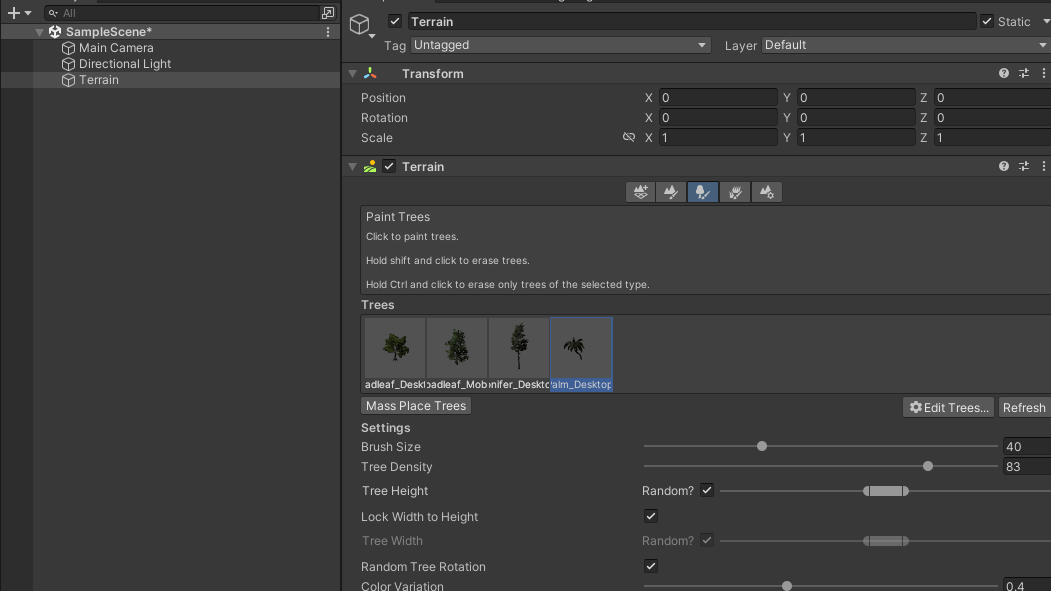 All
SampleScene*
Main Camera
Directional Light
Terrain
Terrain
Static
Tag Untagged Layer Default
Transform
Position X 0 Y 0 Z 0
Rotation X 0 Y 0 Z 0
Scale X 1 Y 1 Z 1
Terrain
Paint Trees
Click to paint trees.
Hold shift and click to erase trees.
Hold Ctrl and click to erase only trees of the selected type.
Trees
adleaf_Deskt oadleaf_Mob nifer_Deskto Palm_Desktop
Mass Place Trees Edit Trees... Refresh
Settings
Brush Size 40
Tree Density 83
Tree Height Random?
Lock Width to Height
Tree Width Random?
Random Tree Rotation
Color Variation 0.4